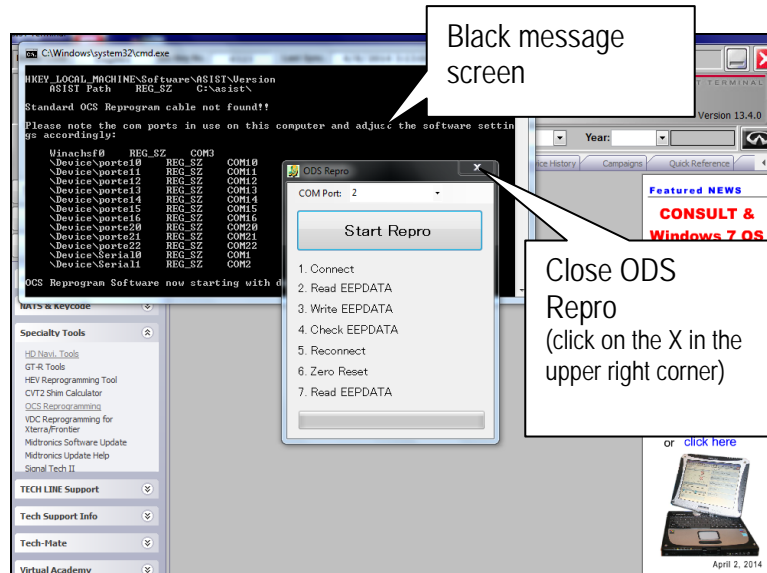 C:\Windows\system32\cmd.exe
HKEY_LOCAL_MACHINE\Software\ASIST\Version
ASIST Path REG_SZ C:\asist\
Standard OCS Reprogram cable not found!!
Please note the com ports in use on this computer and adjust the software settin
gs accordingly:
Winachsf0 REG_SZ COM3
\Device\porte10 REG_SZ COM10
\Device\porte11 REG_SZ COM11
\Device\porte12 REG_SZ COM12
\Device\porte13 REG_SZ COM13
\Device\porte14 REG_SZ COM14
\Device\porte15 REG_SZ COM15
\Device\porte16 REG_SZ COM16
\Device\porte20 REG_SZ COM20
\Device\porte21 REG_SZ COM21
\Device\porte22 REG_SZ COM22
\Device\Serial0 REG_SZ COM1
\Device\Serial1 REG_SZ COM2
OCS Reprogram Software now starting with d
Black message
screen
TERMINAL
Version 13.4.0
Year:
vice History Campaigns Quick Reference
ODS Repro
COM Port: 2
Start Repro
1. Connect
2. Read EEPDATA
3. Write EEPDATA
4. Check EEPDATA
5. Reconnect
6. Zero Reset
7. Read EEPDATA
Close ODS
Repro
(click on the X in the
upper right corner)
Featured NEWS
CONSULT &
Windows 7 OS
or click here
April 2, 2014
NATS & Keycode
Specialty Tools
HD Navi. Tools
GT-R Tools
HEV Reprogramming Tool
CVT2 Shim Calculator
OCS Reprogramming
VDC Reprogramming for
Xterra/Frontier
Midtronics Software Update
Midtronics Update Help
Signal Tech II
TECH LINE Support
Tech Support Info
Tech-Mate
Virtual Academy